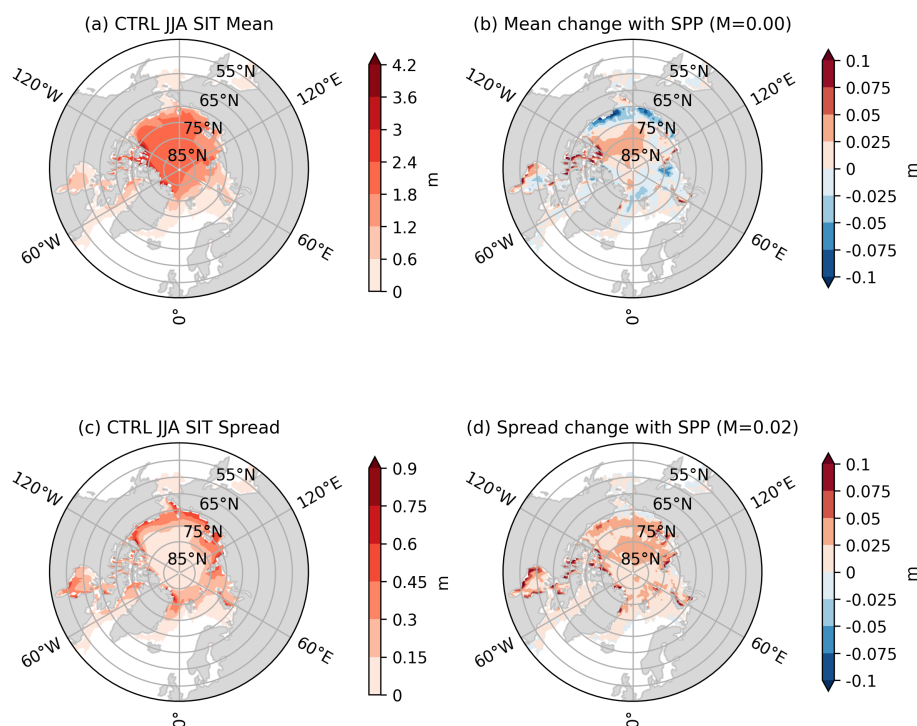 (a) CTRL JJA SIT Mean
120°W
120°E
60°W
60°E
0°
55°N
65°N
75°N
85°N
4.2
3.6
3
2.4
1.8
1.2
0.6
0
m
(b) Mean change with SPP (M=0.00)
120°W
120°E
60°W
60°E
0°
55°N
65°N
75°N
85°N
0.1
0.075
0.05
0.025
0
-0.025
-0.05
-0.075
-0.1
m
(c) CTRL JJA SIT Spread
120°W
120°E
60°W
60°E
0°
55°N
65°N
75°N
85°N
0.9
0.75
0.6
0.45
0.3
0.15
0
m
(d) Spread change with SPP (M=0.02)
120°W
120°E
60°W
60°E
0°
55°N
65°N
75°N
85°N
0.1
0.075
0.05
0.025
0
-0.025
-0.05
-0.075
-0.1
m